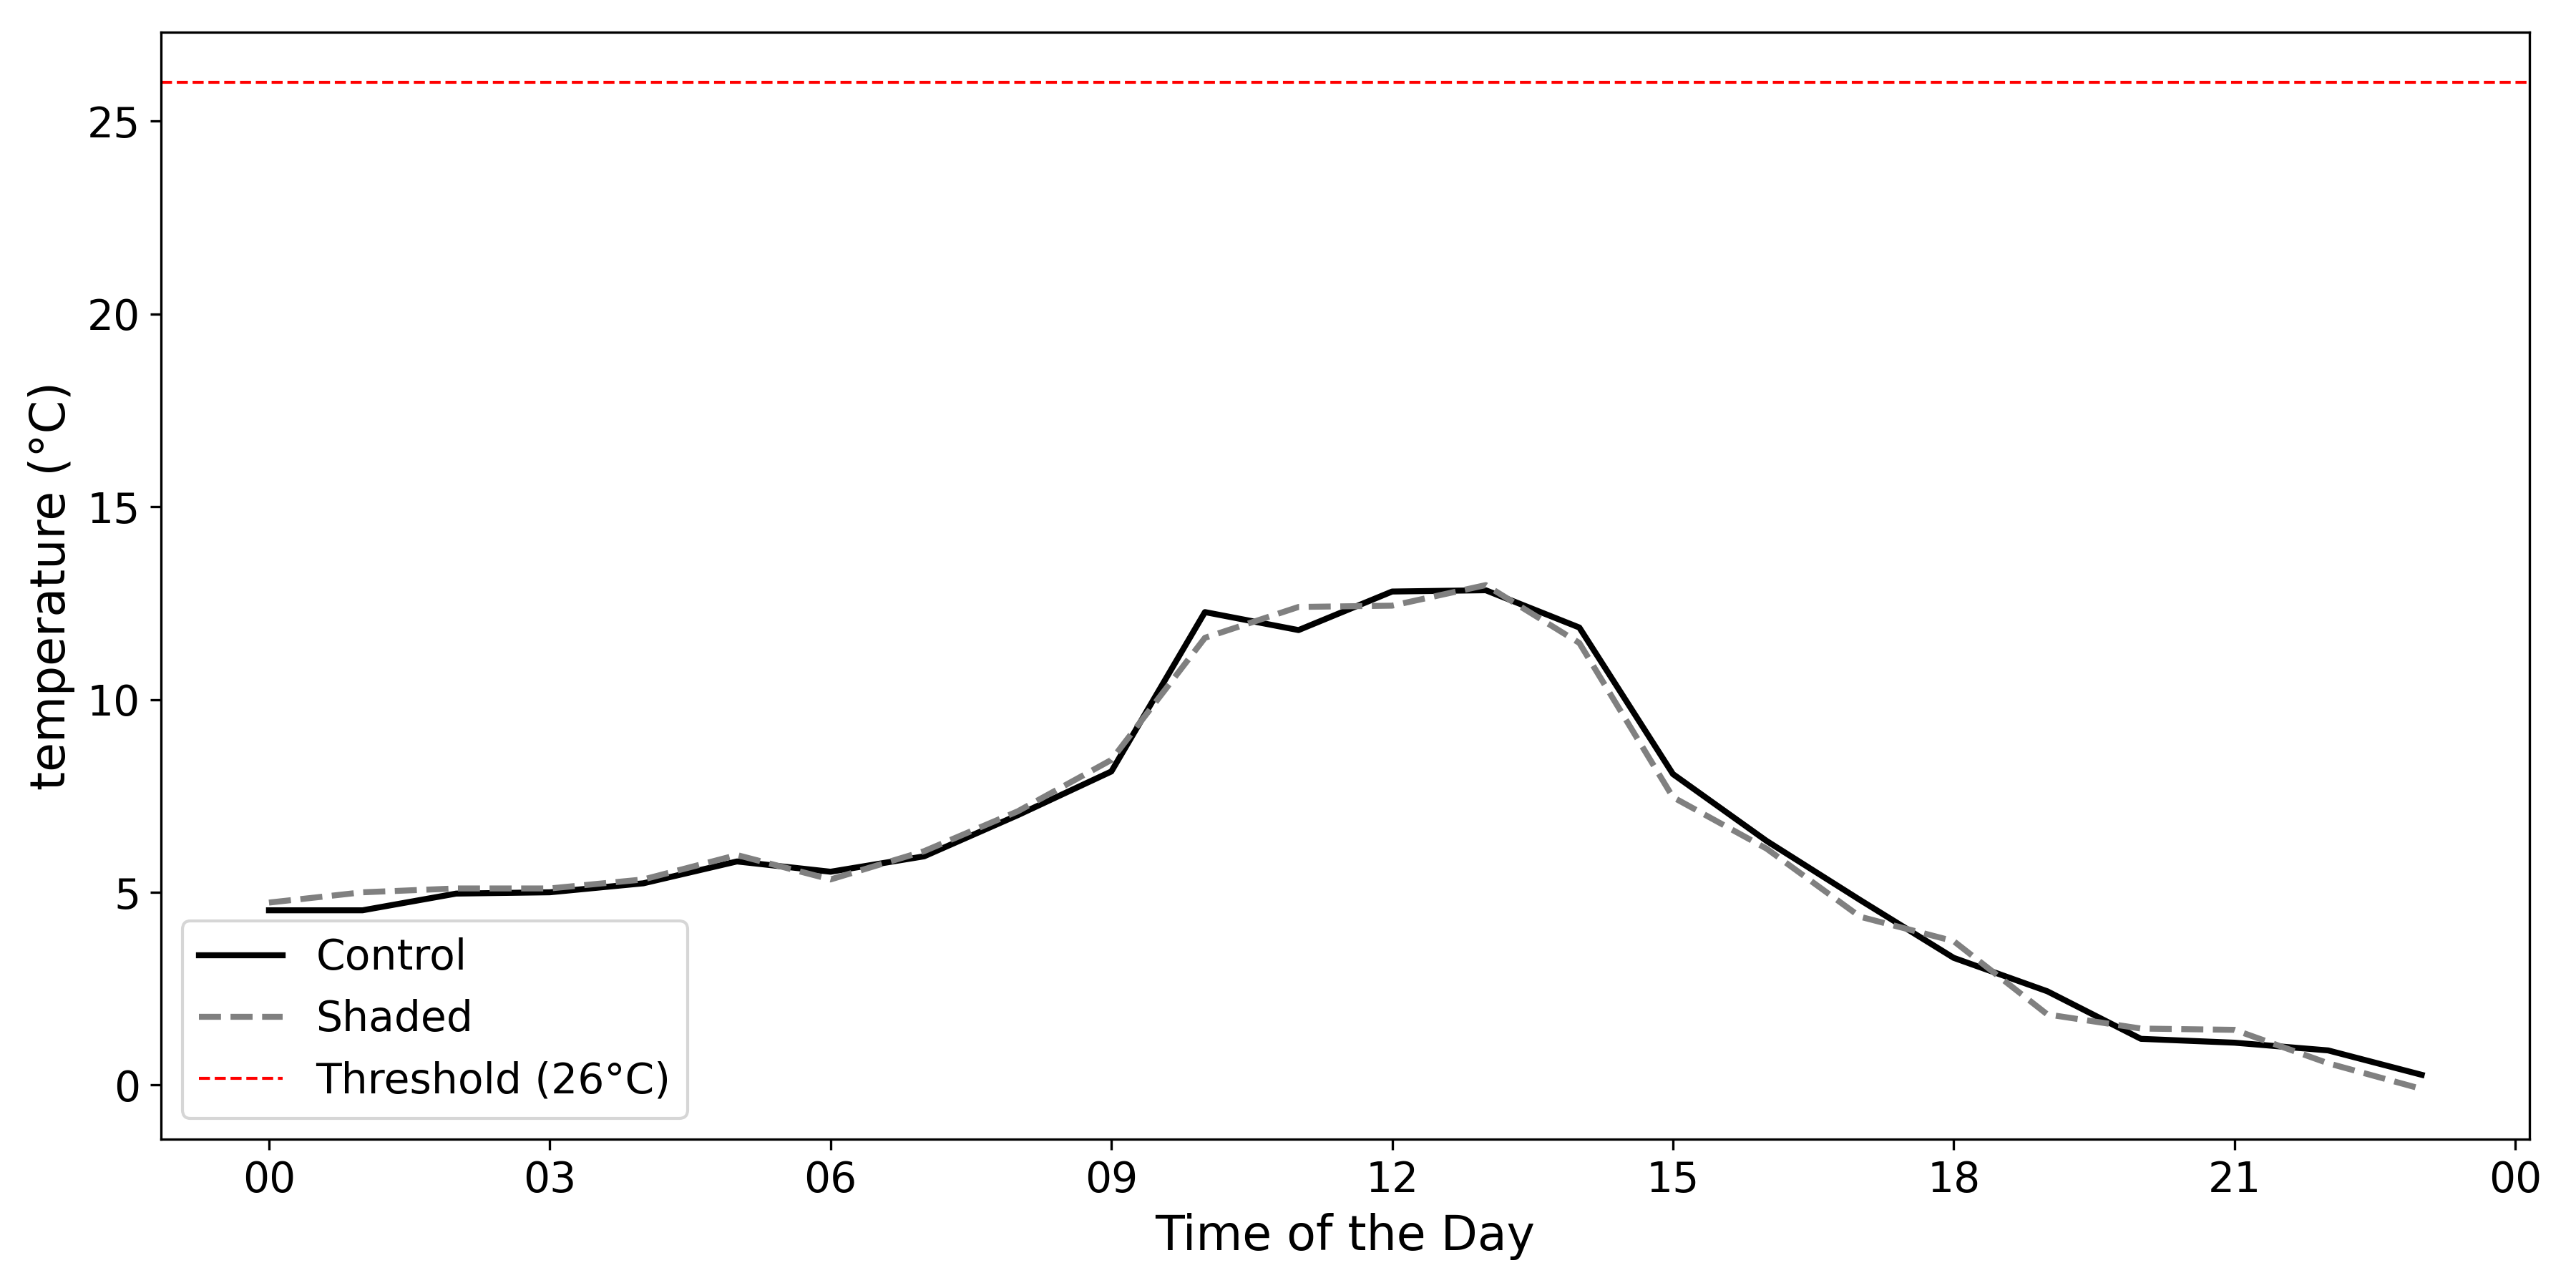 25
20
15
10
5
0
temperature (°C)
Control
Shaded
Threshold (26°C)
00 03 06 09 12 15 18 21 00
Time of the Day